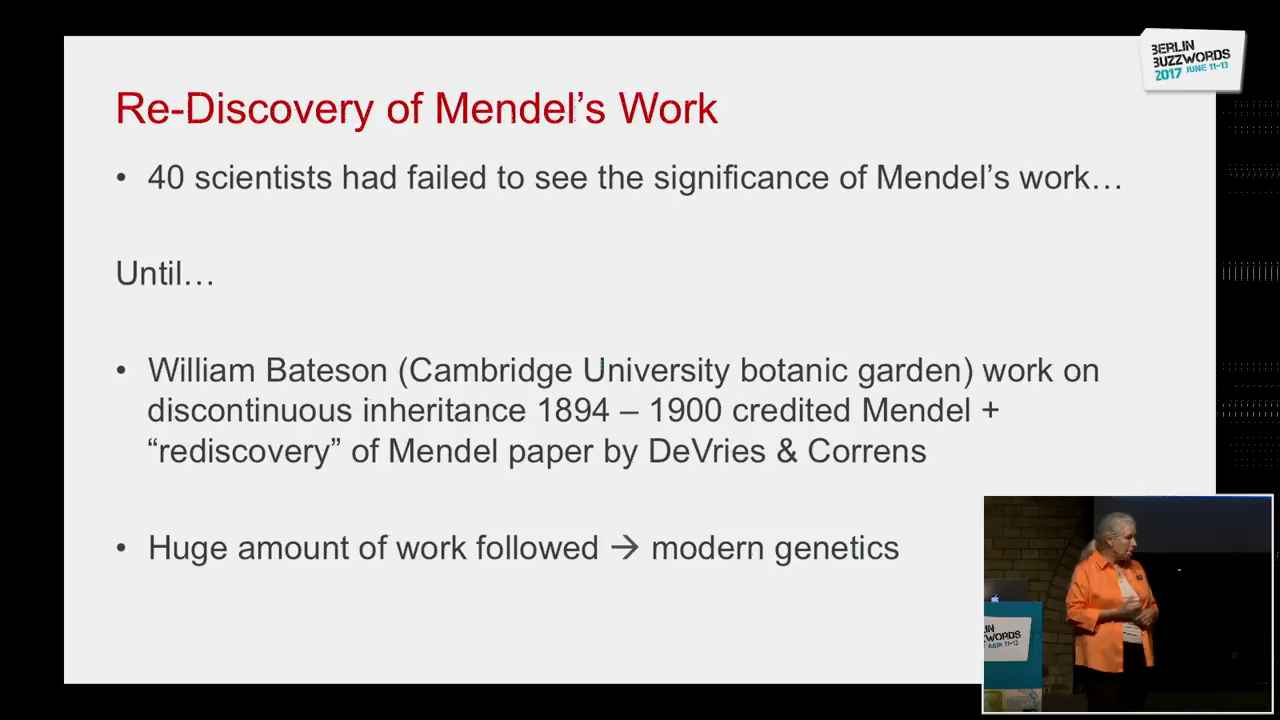 BERLIN
BUZZWORDS
2017 JUNE 11-13
Re-Discovery of Mendel's Work
• 40 scientists had failed to see the significance of Mendel's work…
Until…
• William Bateson (Cambridge University botanic garden) work on
discontinuous inheritance 1894 – 1900 credited Mendel +
“rediscovery” of Mendel paper by DeVries & Correns
• Huge amount of work followed → modern genetics